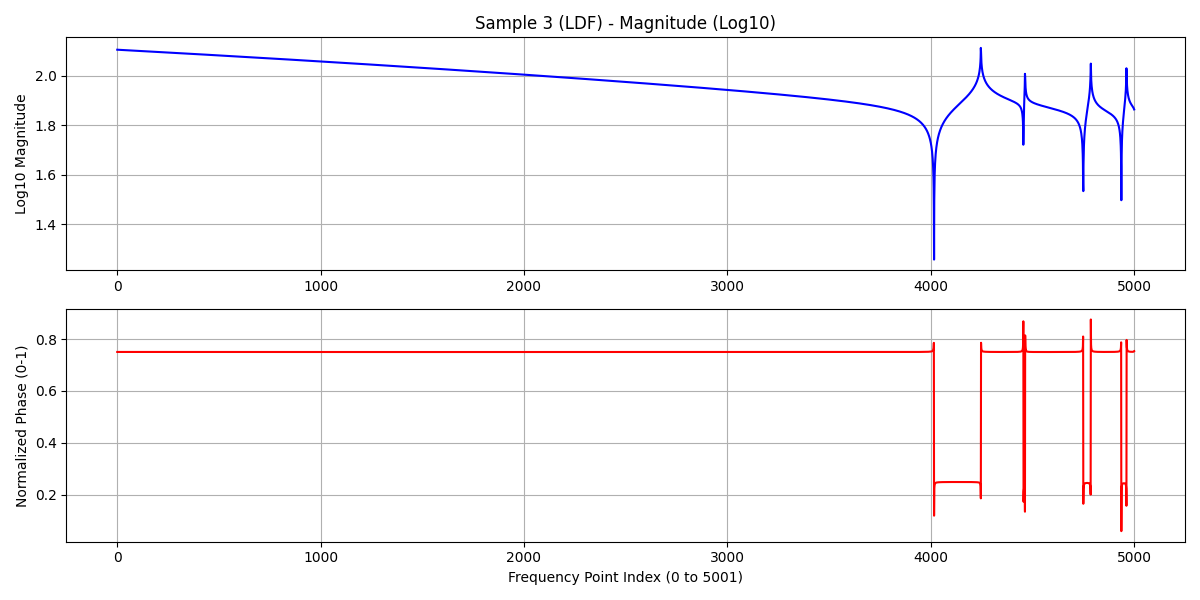 Sample 3 (LDF) - Magnitude (Log10)
Log10 Magnitude
2.0
1.8
1.6
1.4
0 1000 2000 3000 4000 5000
Normalized Phase (0-1)
0.8
0.6
0.4
0.2
0 1000 2000 3000 4000 5000
Frequency Point Index (0 to 5001)